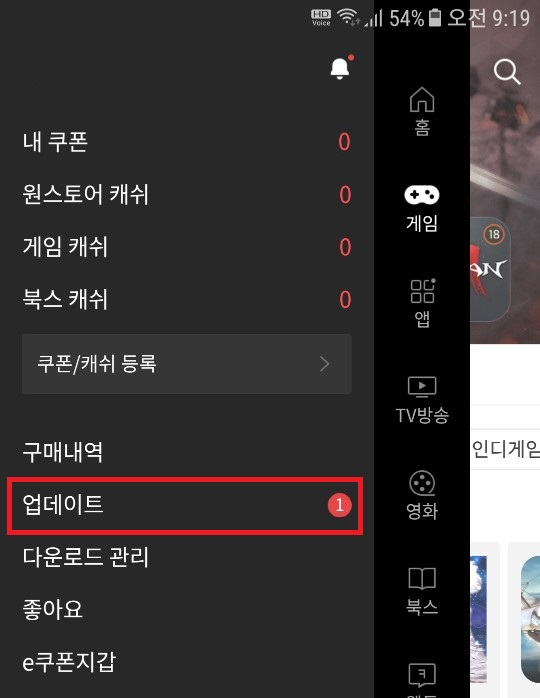 HD Voice 54% 오전 9:19
내 쿠폰 0
원스토어 캐쉬 0
게임 캐쉬 0
북스 캐쉬 0
쿠폰/캐쉬 등록
구매내역
업데이트 1
다운로드 관리
좋아요
e쿠폰지갑
홈
게임
앱
TV방송
영화
북스
18
인디게임